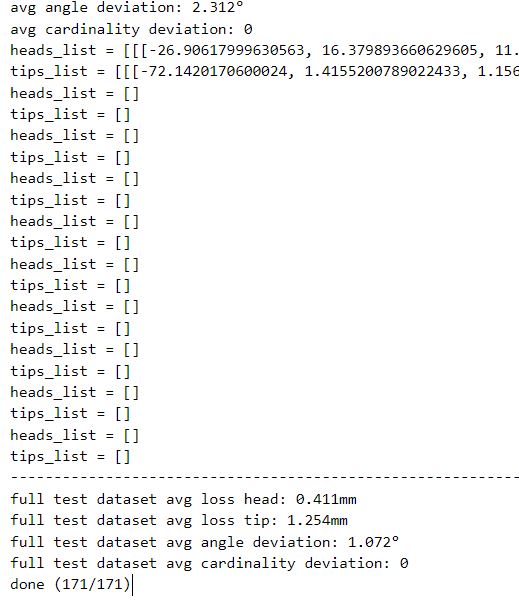 avg angle deviation: 2.312°
avg cardinality deviation: 0
heads_list = [[[-26.90617999630563, 16.379893660629605, 11.
tips_list = [[[-72.1420170600024, 1.4155200789022433, 1.156
heads_list = []
tips_list = []
heads_list = []
tips_list = []
heads_list = []
tips_list = []
heads_list = []
tips_list = []
heads_list = []
tips_list = []
heads_list = []
tips_list = []
heads_list = []
tips_list = []
heads_list = []
tips_list = []
heads_list = []
tips_list = []
----------------------------------------------------------
full test dataset avg loss head: 0.411mm
full test dataset avg loss tip: 1.254mm
full test dataset avg angle deviation: 1.072°
full test dataset avg cardinality deviation: 0
done (171/171)